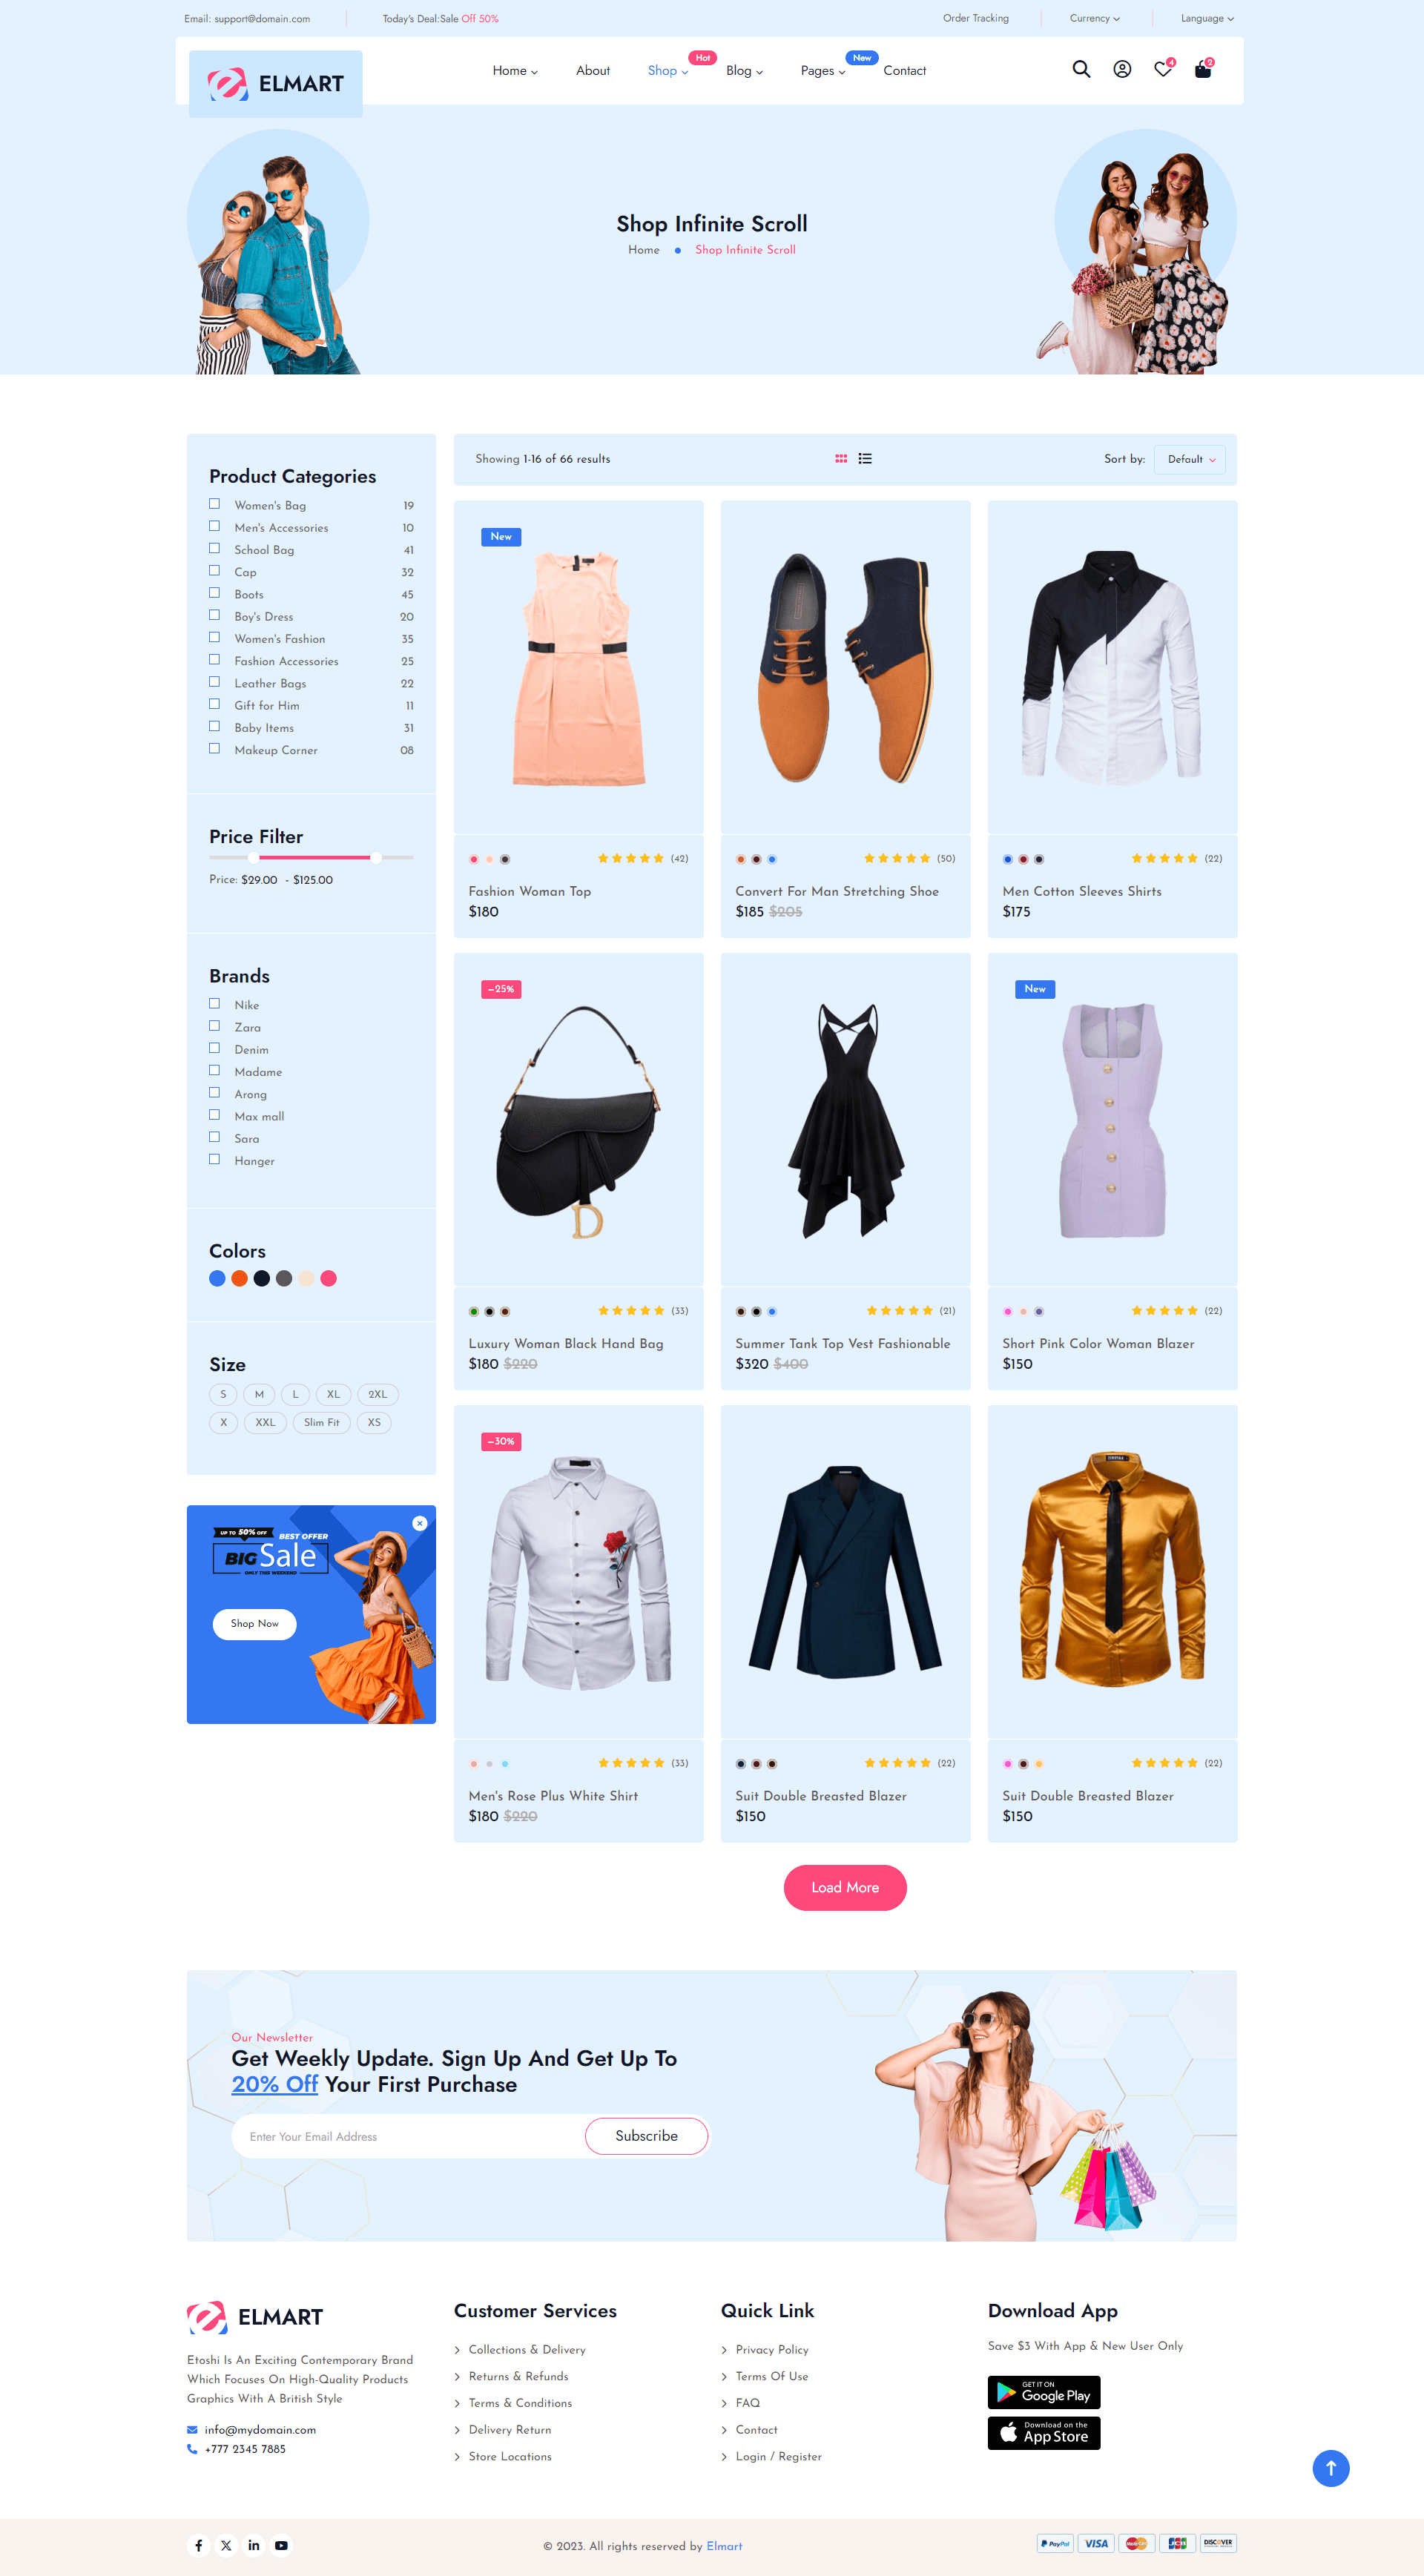 Email: support@domain.com
Today's Deal:Sale Off 50%
Order Tracking
Currency
Language
ELMART
Home
About
Shop
Hot
Blog
Pages
New
Contact
4
2
Shop Infinite Scroll
Home
Shop Infinite Scroll
Product Categories
Women's Bag 19
Men's Accessories 10
School Bag 41
Cap 32
Boots 45
Boy's Dress 20
Women's Fashion 35
Fashion Accessories 25
Leather Bags 22
Gift for Him 11
Baby Items 31
Makeup Corner 08
Price Filter
Price: $29.00 - $125.00
Brands
Nike
Zara
Denim
Madame
Arong
Max mall
Sara
Hanger
Colors
Size
S M L XL 2XL
X XXL Slim Fit XS
UP TO 50% OFF
BEST OFFER
BIG Sale
ONLY THIS WEEKEND
Shop Now
Showing 1-16 of 66 results
Sort by: Default
New
(42)
Fashion Woman Top
$180
(50)
Convert For Man Stretching Shoe
$185 $205
(22)
Men Cotton Sleeves Shirts
$175
−25%
D
(33)
Luxury Woman Black Hand Bag
$180 $220
(21)
Summer Tank Top Vest Fashionable
$320 $400
New
(22)
Short Pink Color Woman Blazer
$150
−30%
(33)
Men's Rose Plus White Shirt
$180 $220
(22)
Suit Double Breasted Blazer
$150
(22)
Suit Double Breasted Blazer
$150
Load More
Our Newsletter
Get Weekly Update. Sign Up And Get Up To
20% Off Your First Purchase
Enter Your Email Address
Subscribe
ELMART
Etoshi Is An Exciting Contemporary Brand
Which Focuses On High-Quality Products
Graphics With A British Style
info@mydomain.com
+777 2345 7885
Customer Services
Collections & Delivery
Returns & Refunds
Terms & Conditions
Delivery Return
Store Locations
Quick Link
Privacy Policy
Terms Of Use
FAQ
Contact
Login / Register
Download App
Save $3 With App & New User Only
GET IT ON
Google Play
Download on the
App Store
© 2023. All rights reserved by Elmart
PayPal
VISA
MasterCard
JCB
DISCOVER